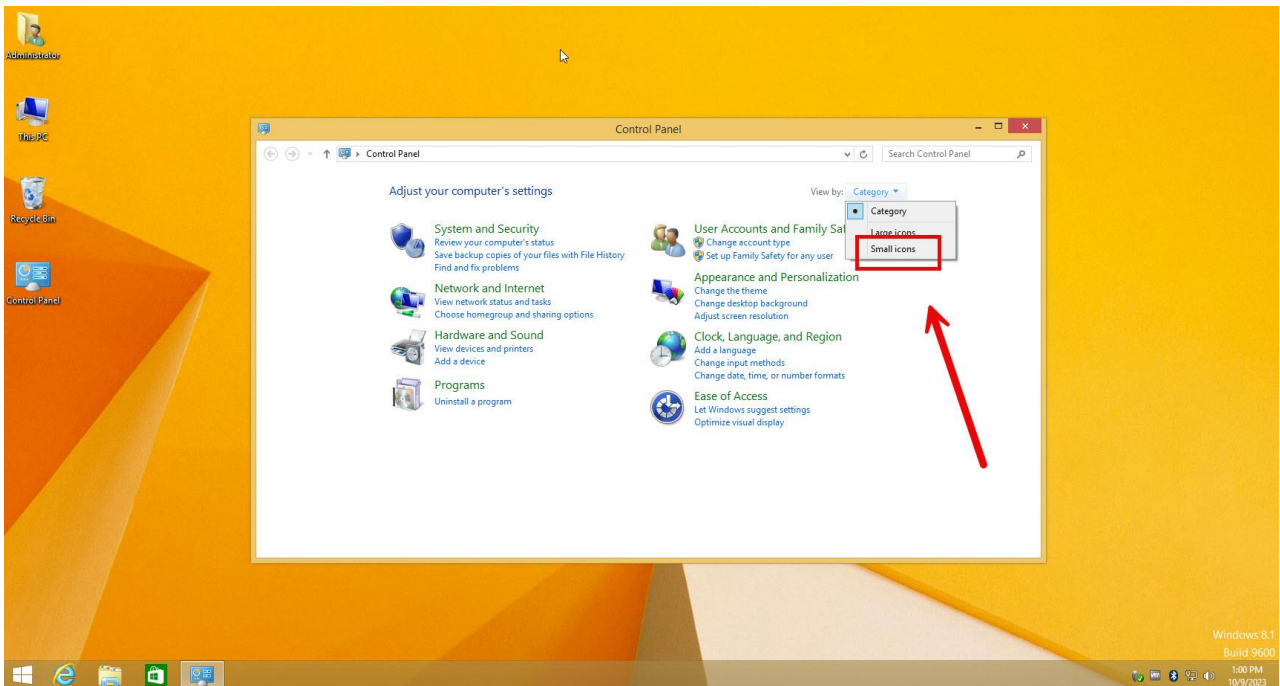 Administrator
This PC
Recycle Bin
Control Panel
Control Panel
Control Panel
Search Control Panel
Adjust your computer's settings
View by: Category
Category
Large icons
Small icons
System and Security
Review your computer's status
Save backup copies of your files with File History
Find and fix problems
Network and Internet
View network status and tasks
Choose homegroup and sharing options
Hardware and Sound
View devices and printers
Add a device
Programs
Uninstall a program
User Accounts and Family Saf
Change account type
Set up Family Safety for any user
Appearance and Personalization
Change the theme
Change desktop background
Adjust screen resolution
Clock, Language, and Region
Add a language
Change input methods
Change date, time, or number formats
Ease of Access
Let Windows suggest settings
Optimize visual display
Windows 8.1
Build 9600
1:00 PM
10/9/2023